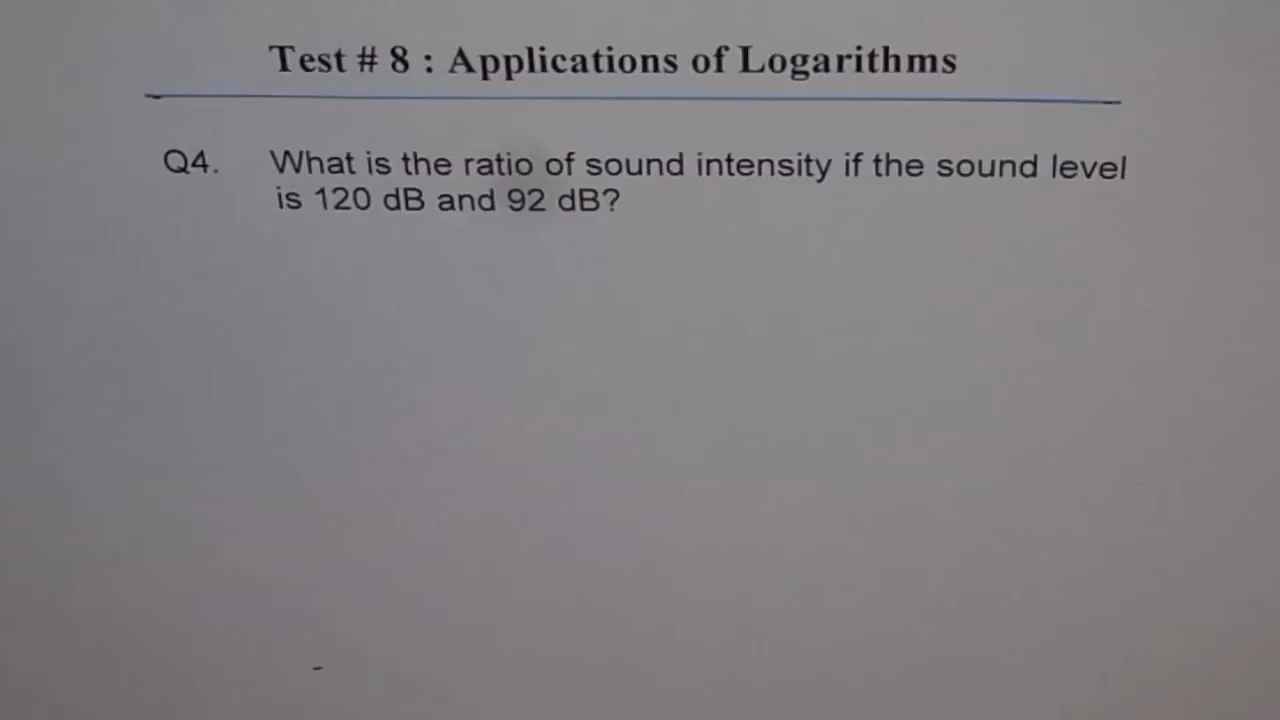 Test # 8 : Applications of Logarithms
Q4. What is the ratio of sound intensity if the sound level
is 120 dB and 92 dB?